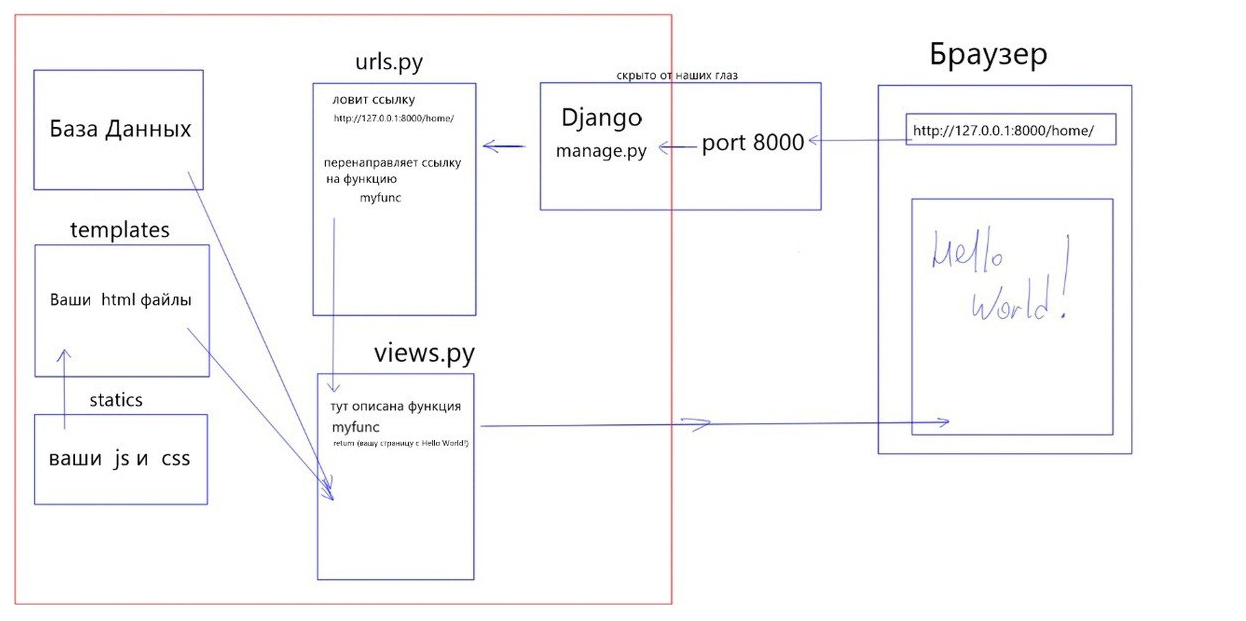 База Данных
templates
Ваши html файлы
statics
ваши js и css
urls.py
ловит ссылку
http://127.0.0.1:8000/home/
перенаправляет ссылку
на функцию
myfunc
views.py
тут описана функция
myfunc
return (вашу страницу с Hello World!)
скрыто от наших глаз
Django
manage.py
port 8000
Браузер
http://127.0.0.1:8000/home/
Hello
World!